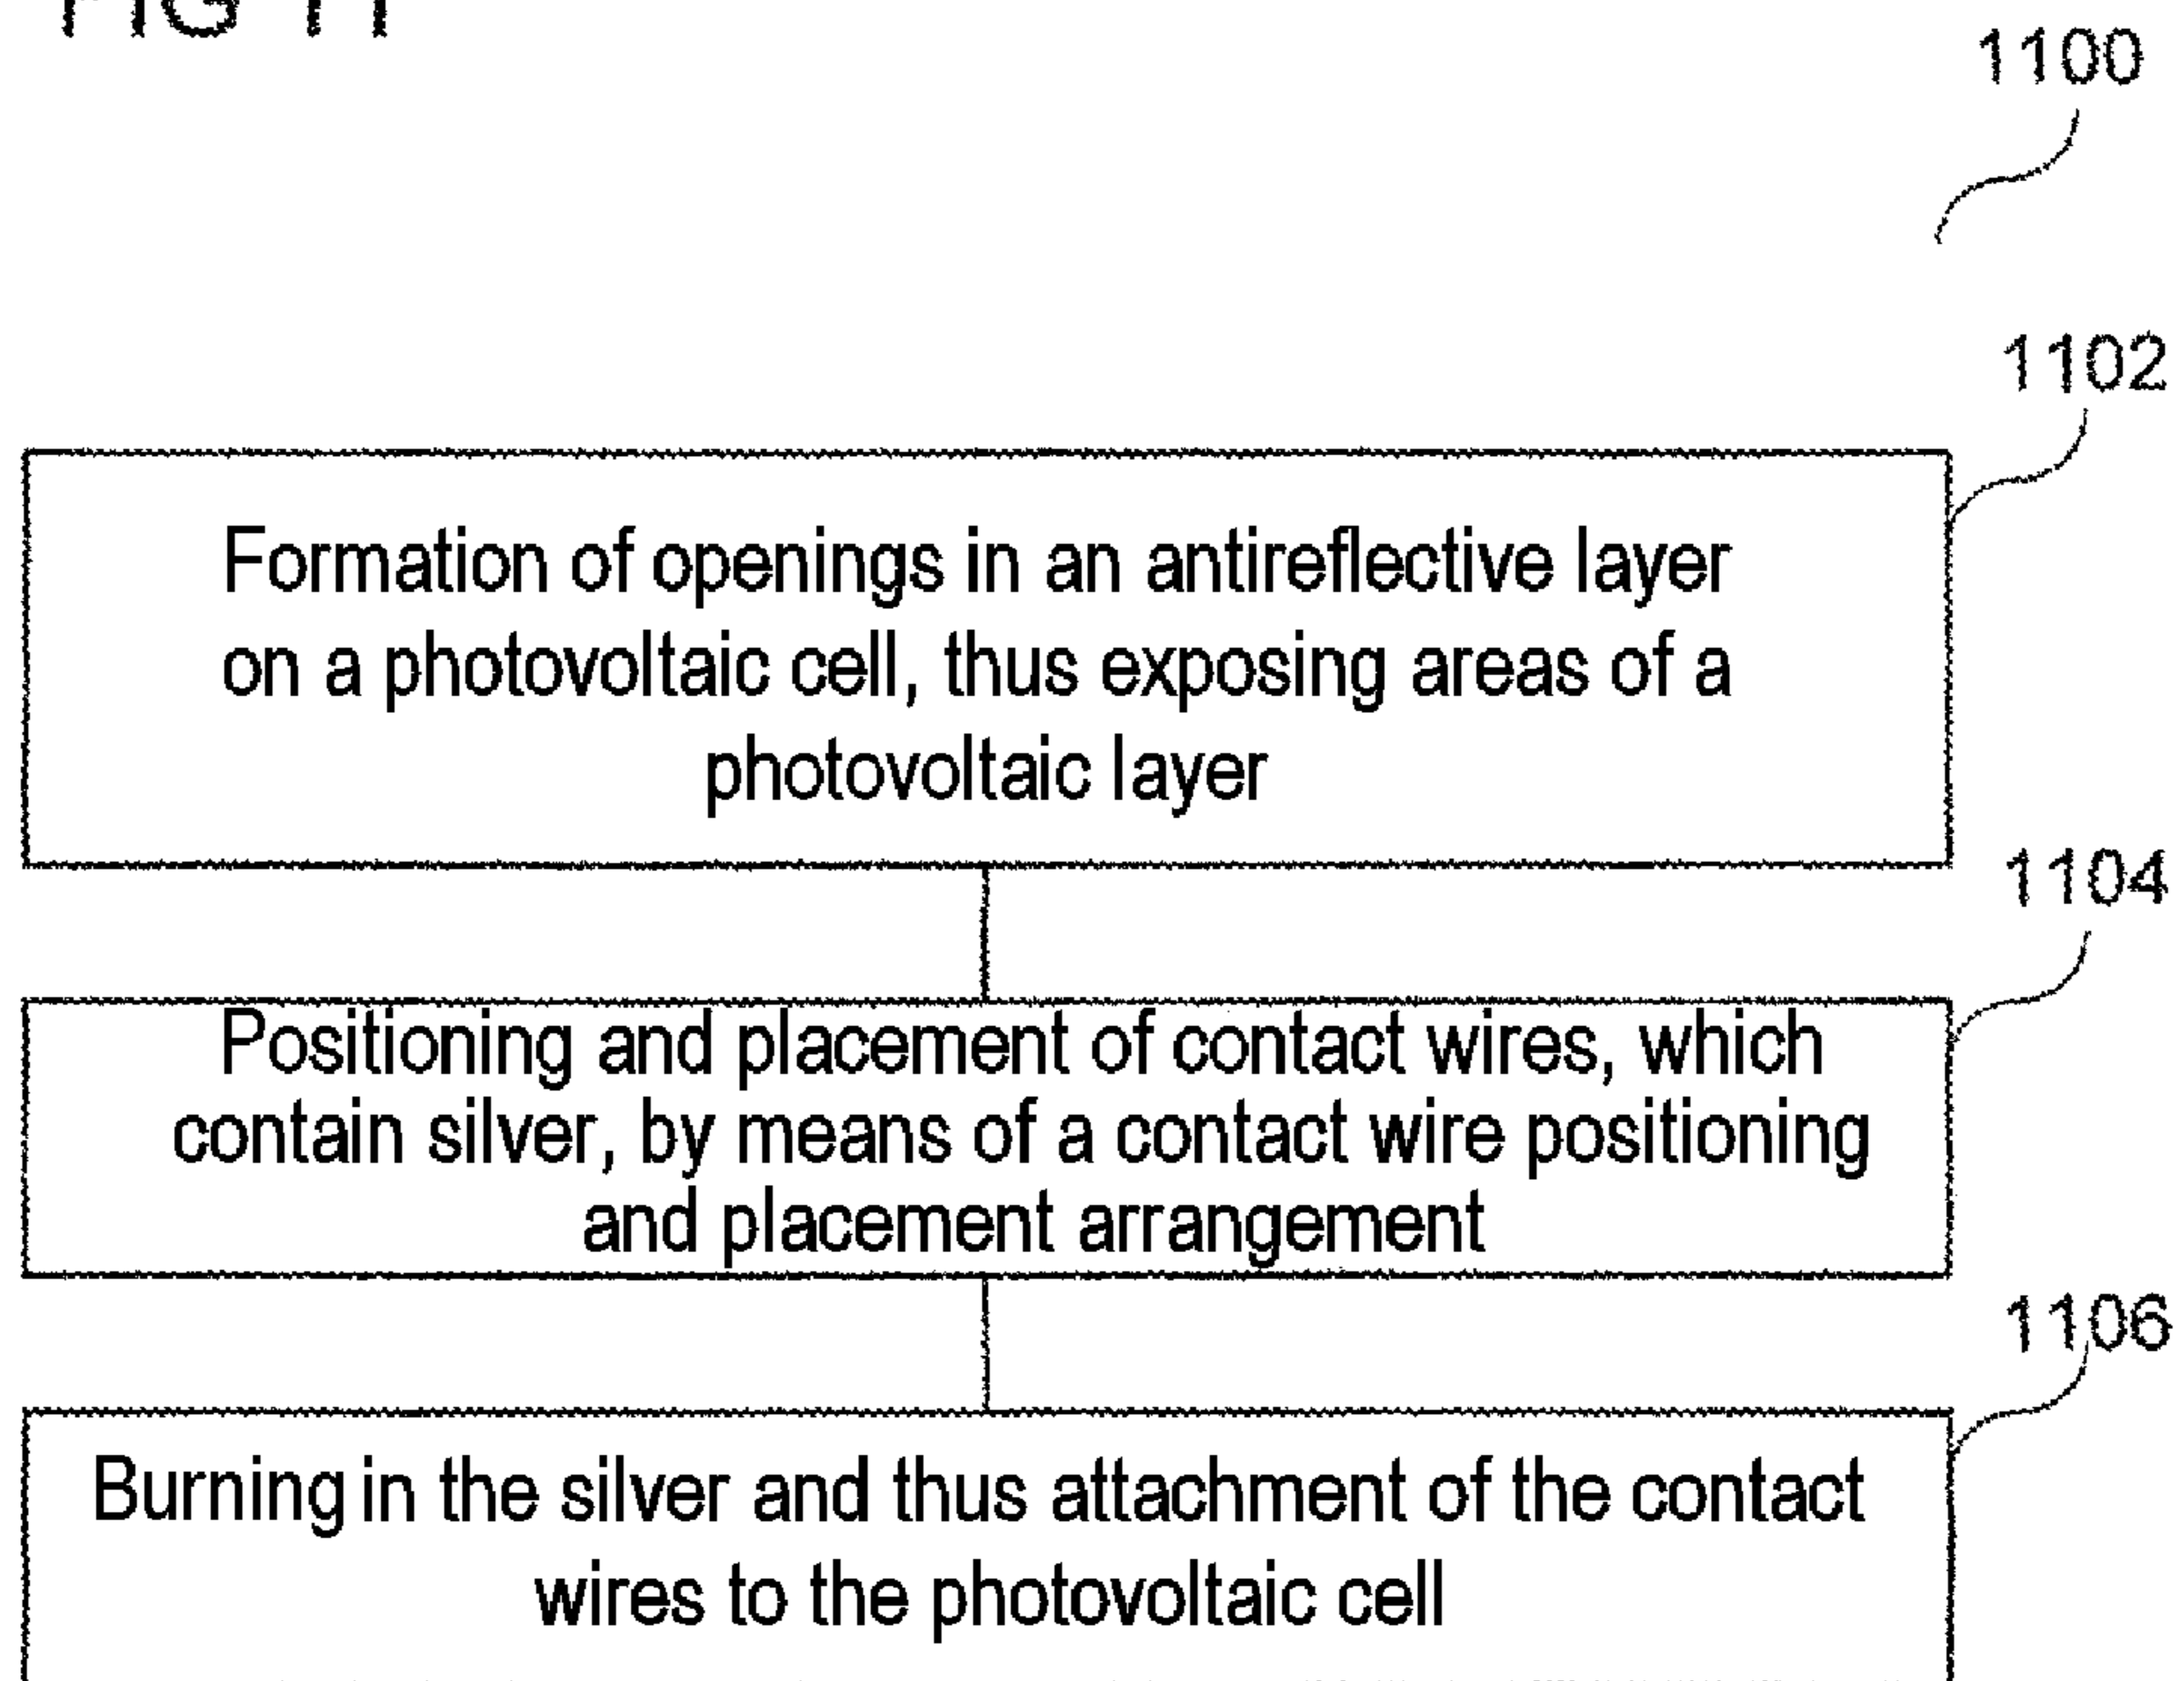 FIG 11
1100
1102
Formation of openings in an antireflective layer
on a photovoltaic cell, thus exposing areas of a
photovoltaic layer
1104
Positioning and placement of contact wires, which
contain silver, by means of a contact wire positioning
and placement arrangement
1106
Burning in the silver and thus attachment of the contact
wires to the photovoltaic cell